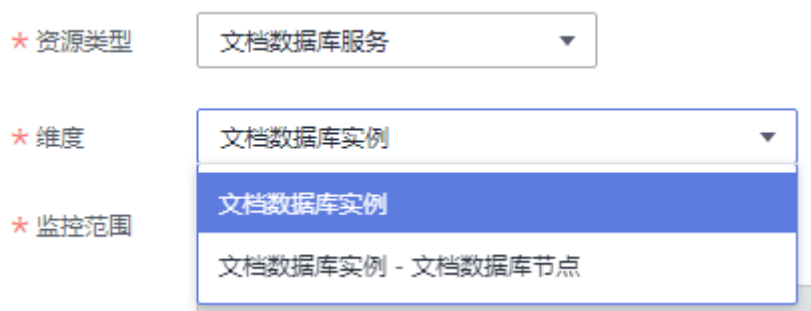 * 资源类型 文档数据库服务
* 维度 文档数据库实例
文档数据库实例
* 监控范围
文档数据库实例 - 文档数据库节点